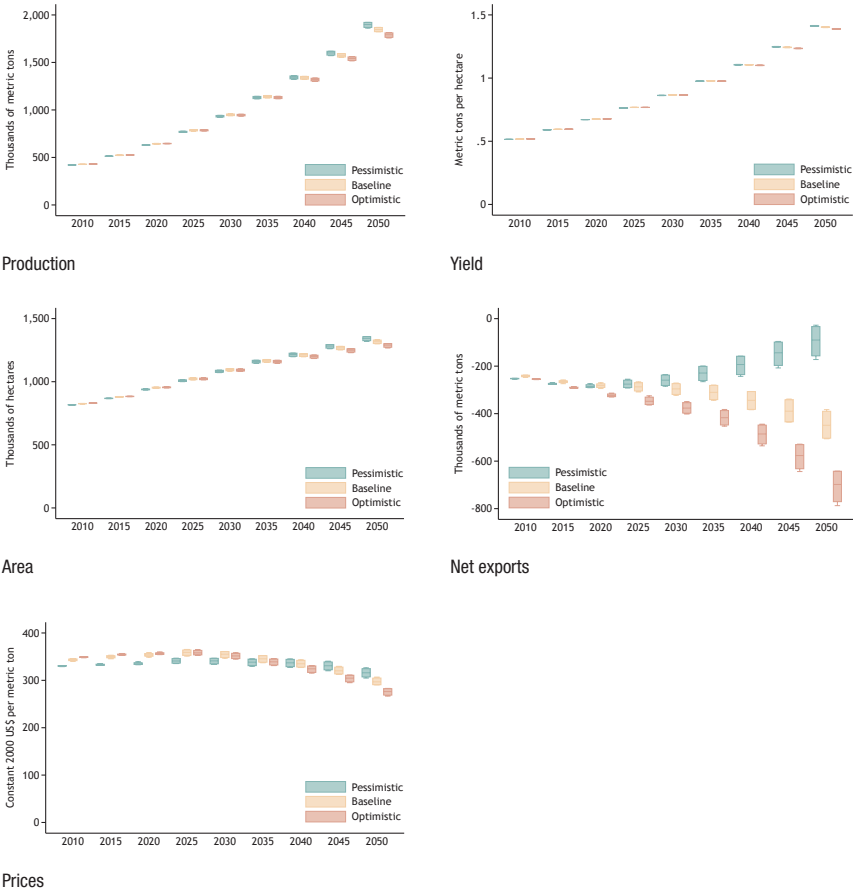 Thousands of metric tons
2,000
1,500
1,000
500
0
2010 2015 2020 2025 2030 2035 2040 2045 2050
Pessimistic
Baseline
Optimistic
Production
Metric tons per hectare
1.5
1
.5
0
2010 2015 2020 2025 2030 2035 2040 2045 2050
Pessimistic
Baseline
Optimistic
Yield
Thousands of hectares
1,500
1,000
500
0
2010 2015 2020 2025 2030 2035 2040 2045 2050
Pessimistic
Baseline
Optimistic
Area
Thousands of metric tons
0
-200
-400
-600
-800
2010 2015 2020 2025 2030 2035 2040 2045 2050
Pessimistic
Baseline
Optimistic
Net exports
Constant 2000 US$ per metric ton
400
300
200
100
0
2010 2015 2020 2025 2030 2035 2040 2045 2050
Pessimistic
Baseline
Optimistic
Prices